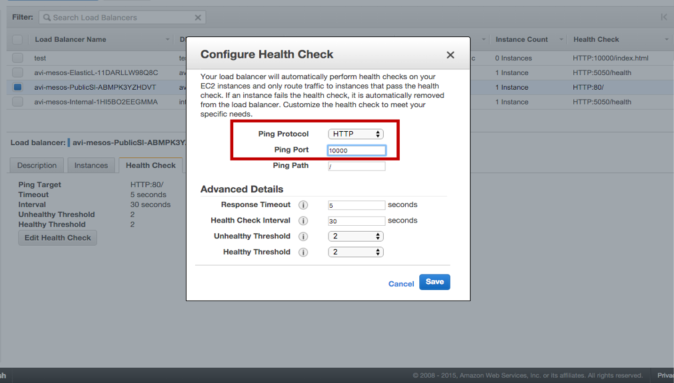 Filter: Search Load Balancers
Load Balancer Name
Instance Count
Health Check
test
0 Instances
HTTP:10000/index.html
avi-mesos-ElasticL-11DARLLW98Q8C
1 Instance
HTTP:5050/health
avi-mesos-PublicSl-ABMPK3YZHDVT
1 Instance
HTTP:80/
avi-mesos-Internal-1HI5BO2EEGMMA
1 Instance
HTTP:5050/health
Configure Health Check
Your load balancer will automatically perform health checks on your
EC2 instances and only route traffic to instances that pass the health
check. If an instance fails the health check, it is automatically removed
from the load balancer. Customize the health check to meet your
specific needs.
Ping Protocol HTTP
Ping Port 10000
Ping Path /
Advanced Details
Response Timeout 5 seconds
Health Check Interval 30 seconds
Unhealthy Threshold 2
Healthy Threshold 2
Cancel Save
Load balancer: avi-mesos-PublicSl-ABMPK3Y
Description Instances Health Check
Ping Target HTTP:80/
Timeout 5 seconds
Interval 30 seconds
Unhealthy Threshold 2
Healthy Threshold 2
Edit Health Check
© 2008 - 2015, Amazon Web Services, Inc. or its affiliates. All rights reserved.